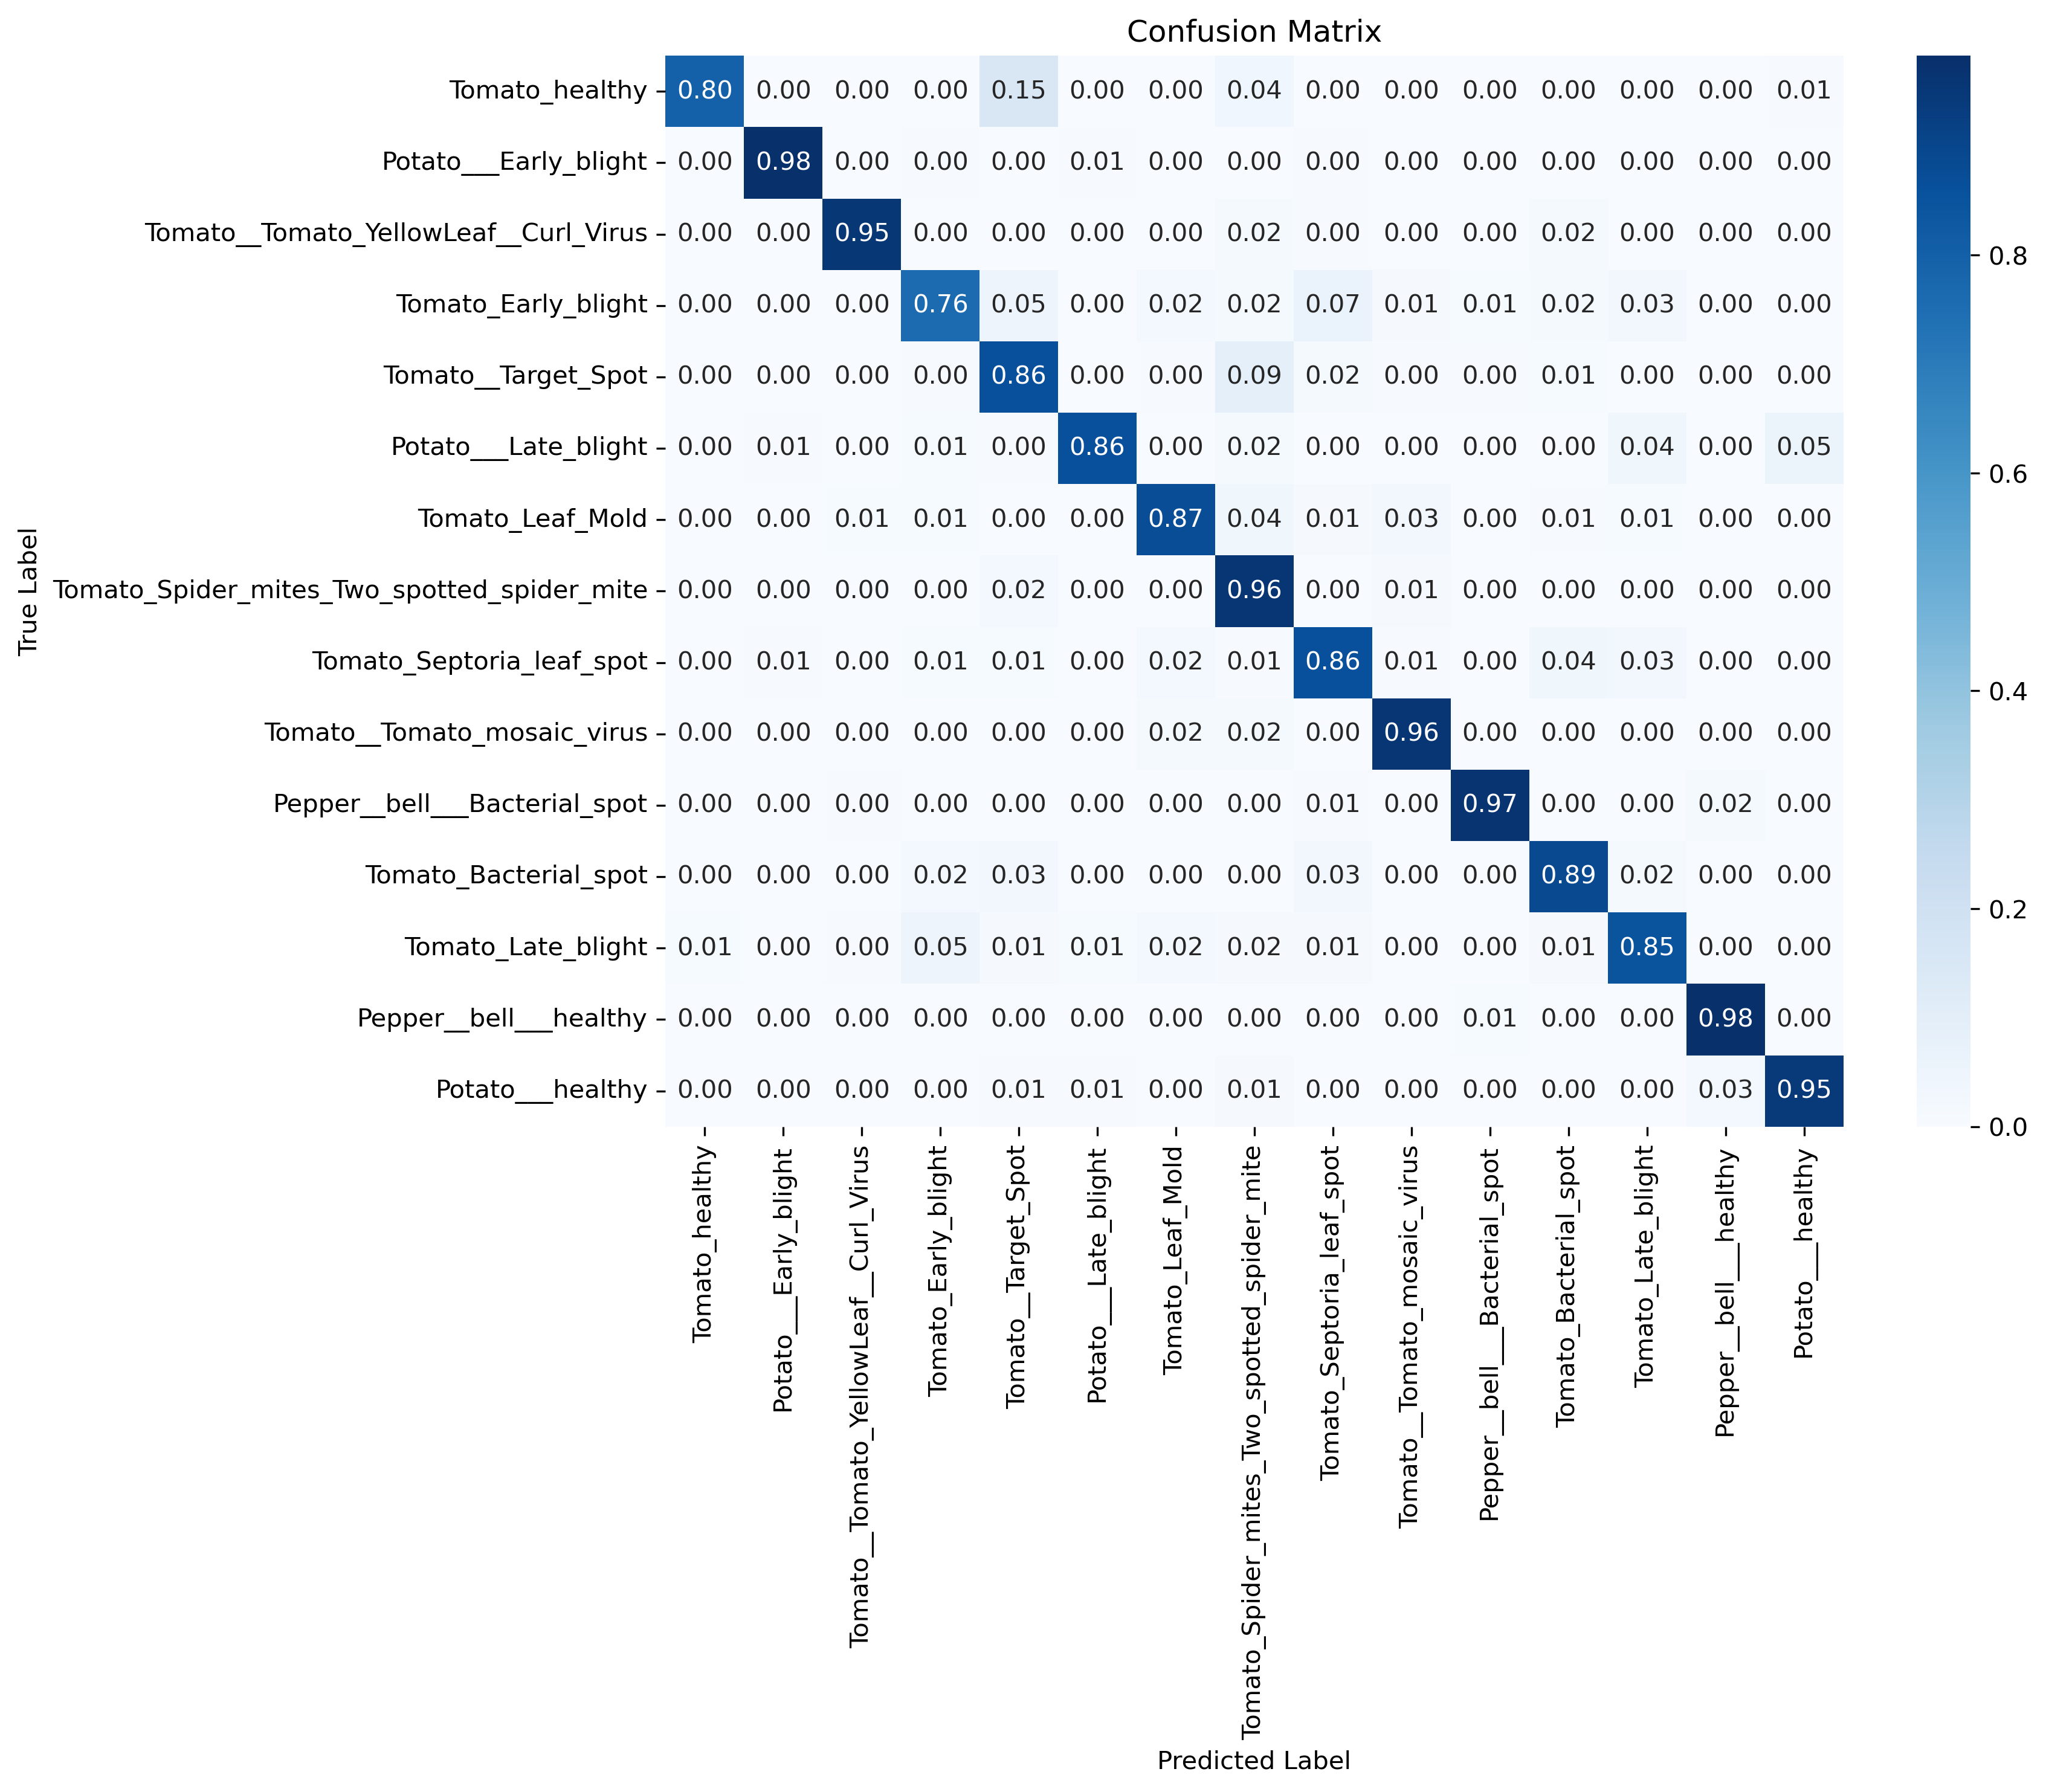 Confusion Matrix
True Label
Tomato_healthy 0.80 0.00 0.00 0.00 0.15 0.00 0.00 0.04 0.00 0.00 0.00 0.00 0.00 0.00 0.01
Potato___Early_blight 0.00 0.98 0.00 0.00 0.00 0.01 0.00 0.00 0.00 0.00 0.00 0.00 0.00 0.00 0.00
Tomato__Tomato_YellowLeaf__Curl_Virus 0.00 0.00 0.95 0.00 0.00 0.00 0.00 0.02 0.00 0.00 0.00 0.02 0.00 0.00 0.00
Tomato_Early_blight 0.00 0.00 0.00 0.76 0.05 0.00 0.02 0.02 0.07 0.01 0.01 0.02 0.03 0.00 0.00
Tomato__Target_Spot 0.00 0.00 0.00 0.00 0.86 0.00 0.00 0.09 0.02 0.00 0.00 0.01 0.00 0.00 0.00
Potato___Late_blight 0.00 0.01 0.00 0.01 0.00 0.86 0.00 0.02 0.00 0.00 0.00 0.00 0.04 0.00 0.05
Tomato_Leaf_Mold 0.00 0.00 0.01 0.01 0.00 0.00 0.87 0.04 0.01 0.03 0.00 0.01 0.01 0.00 0.00
Tomato_Spider_mites_Two_spotted_spider_mite 0.00 0.00 0.00 0.00 0.02 0.00 0.00 0.96 0.00 0.01 0.00 0.00 0.00 0.00 0.00
Tomato_Septoria_leaf_spot 0.00 0.01 0.00 0.01 0.01 0.00 0.02 0.01 0.86 0.01 0.00 0.04 0.03 0.00 0.00
Tomato__Tomato_mosaic_virus 0.00 0.00 0.00 0.00 0.00 0.00 0.02 0.02 0.00 0.96 0.00 0.00 0.00 0.00 0.00
Pepper__bell___Bacterial_spot 0.00 0.00 0.00 0.00 0.00 0.00 0.00 0.00 0.01 0.00 0.97 0.00 0.00 0.02 0.00
Tomato_Bacterial_spot 0.00 0.00 0.00 0.02 0.03 0.00 0.00 0.00 0.03 0.00 0.00 0.89 0.02 0.00 0.00
Tomato_Late_blight 0.01 0.00 0.00 0.05 0.01 0.01 0.02 0.02 0.01 0.00 0.00 0.01 0.85 0.00 0.00
Pepper__bell___healthy 0.00 0.00 0.00 0.00 0.00 0.00 0.00 0.00 0.00 0.00 0.01 0.00 0.00 0.98 0.00
Potato___healthy 0.00 0.00 0.00 0.00 0.01 0.01 0.00 0.01 0.00 0.00 0.00 0.00 0.00 0.03 0.95
Tomato_healthy
Potato___Early_blight
Tomato__Tomato_YellowLeaf__Curl_Virus
Tomato_Early_blight
Tomato__Target_Spot
Potato___Late_blight
Tomato_Leaf_Mold
Tomato_Spider_mites_Two_spotted_spider_mite
Tomato_Septoria_leaf_spot
Tomato__Tomato_mosaic_virus
Pepper__bell___Bacterial_spot
Tomato_Bacterial_spot
Tomato_Late_blight
Pepper__bell___healthy
Potato___healthy
Predicted Label
0.8
0.6
0.4
0.2
0.0